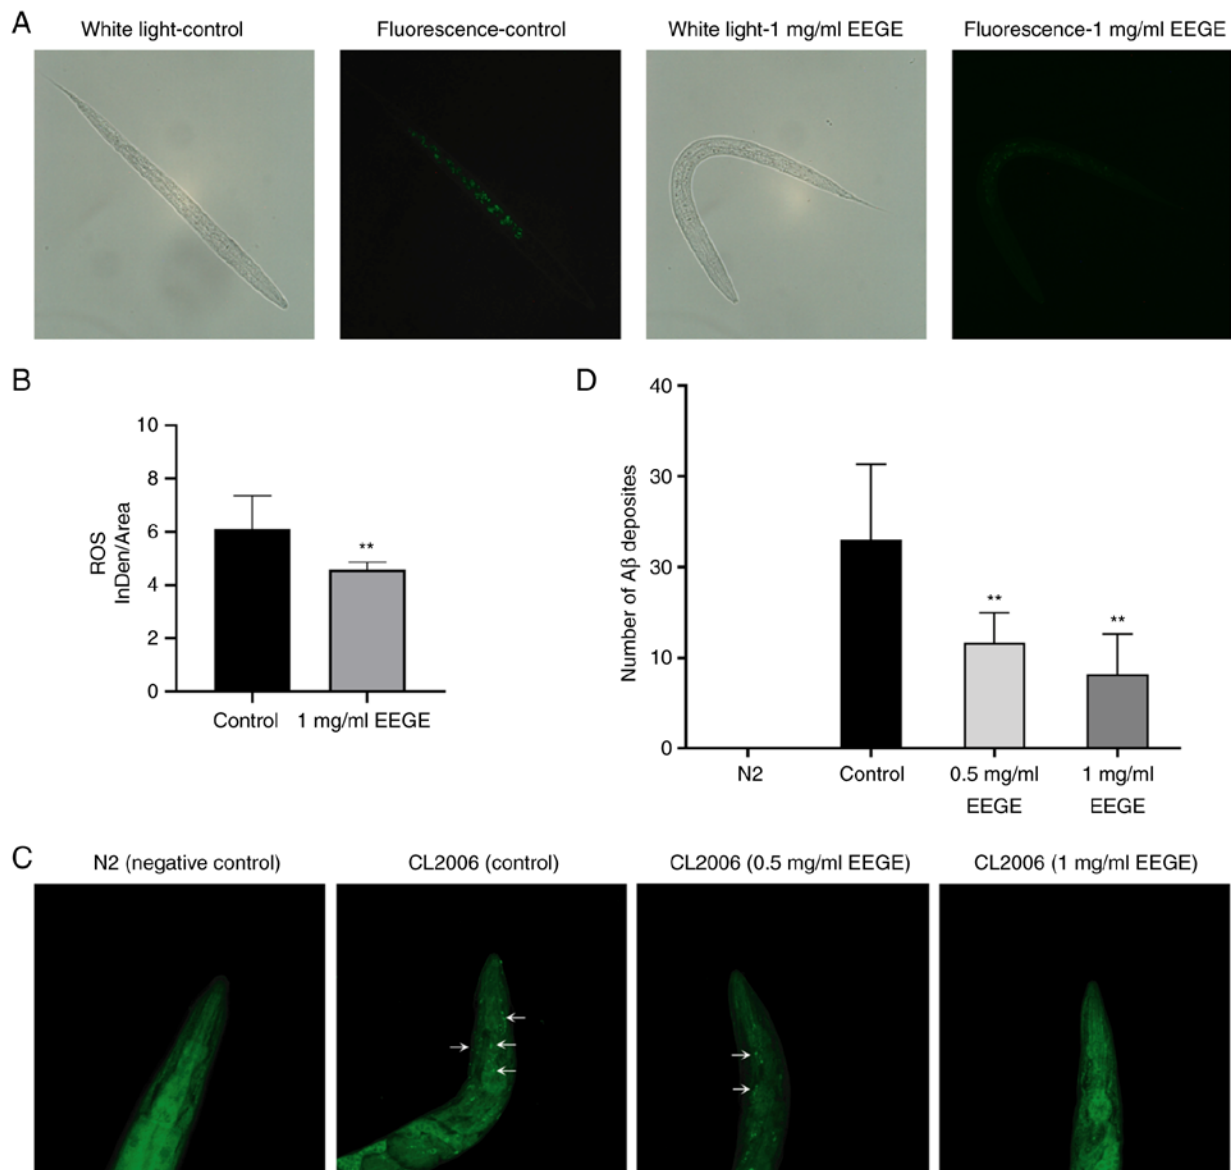 A
White light-control
Fluorescence-control
White light-1 mg/ml EEGE
Fluorescence-1 mg/ml EEGE
B
ROS
InDen/Area
10
8
6
4
2
0
**
Control
1 mg/ml EEGE
D
Number of Aβ deposites
40
30
30
10
0
**
**
N2
Control
0.5 mg/ml
EEGE
1 mg/ml
EEGE
C
N2 (negative control)
CL2006 (control)
CL2006 (0.5 mg/ml EEGE)
CL2006 (1 mg/ml EEGE)